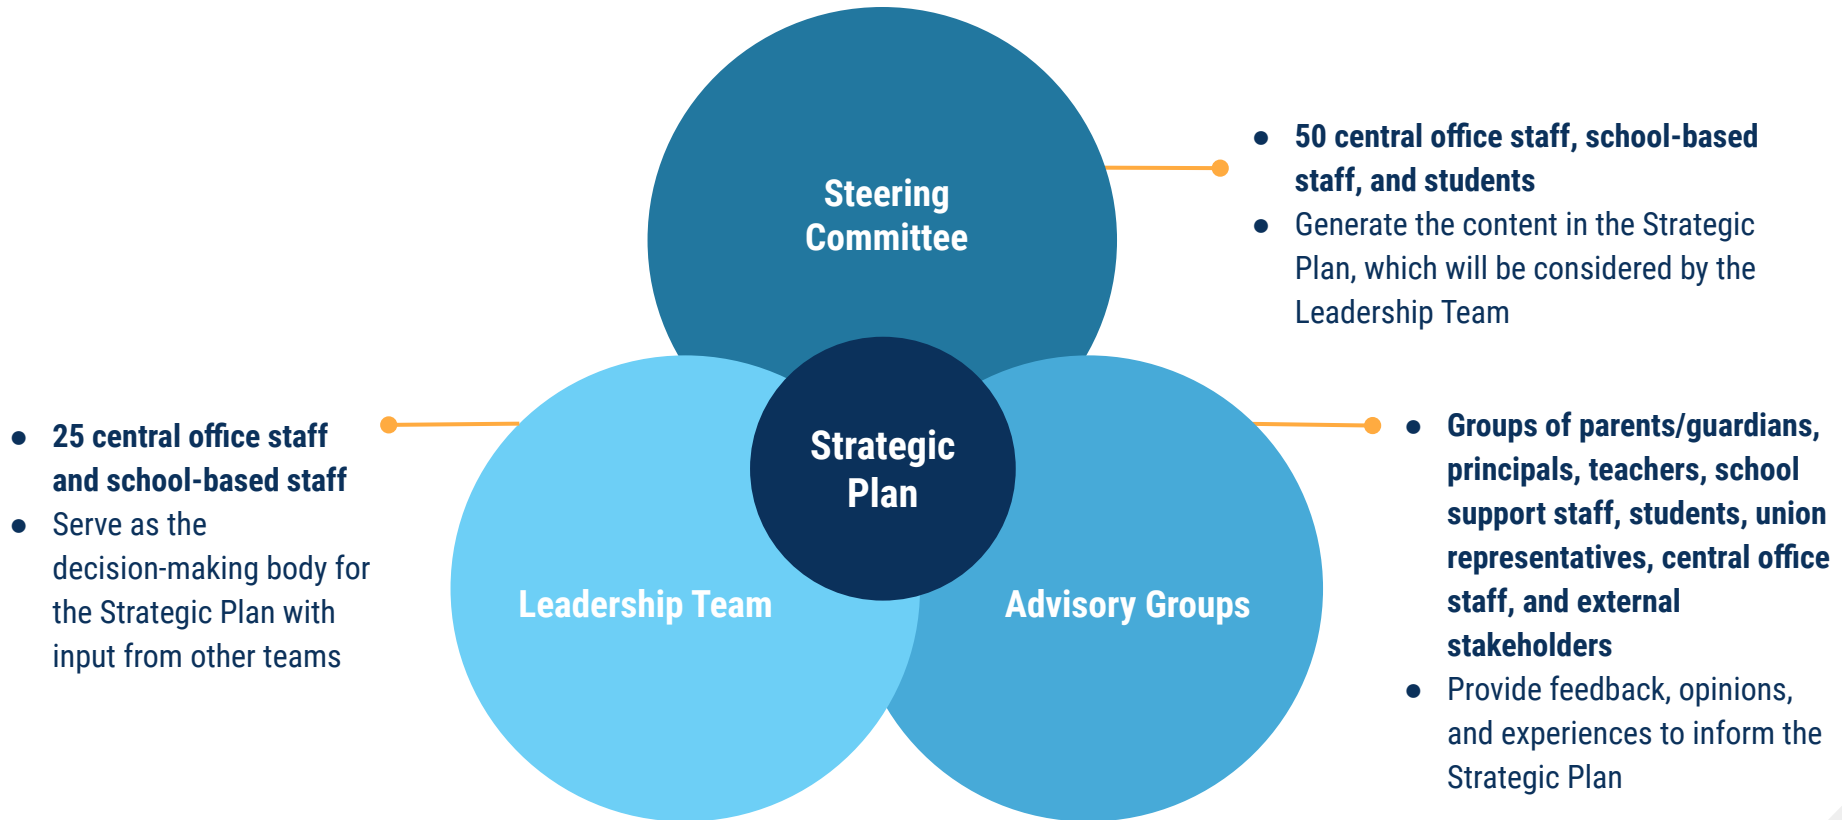 Steering
Committee
● 50 central office staff, school-based
staff, and students
● Generate the content in the Strategic
Plan, which will be considered by the
Leadership Team
● 25 central office staff
and school-based staff
● Serve as the
decision-making body for
the Strategic Plan with
input from other teams
Strategic
Plan
Leadership Team
Advisory Groups
● Groups of parents/guardians,
principals, teachers, school
support staff, students, union
representatives, central office
staff, and external
stakeholders
● Provide feedback, opinions,
and experiences to inform the
Strategic Plan